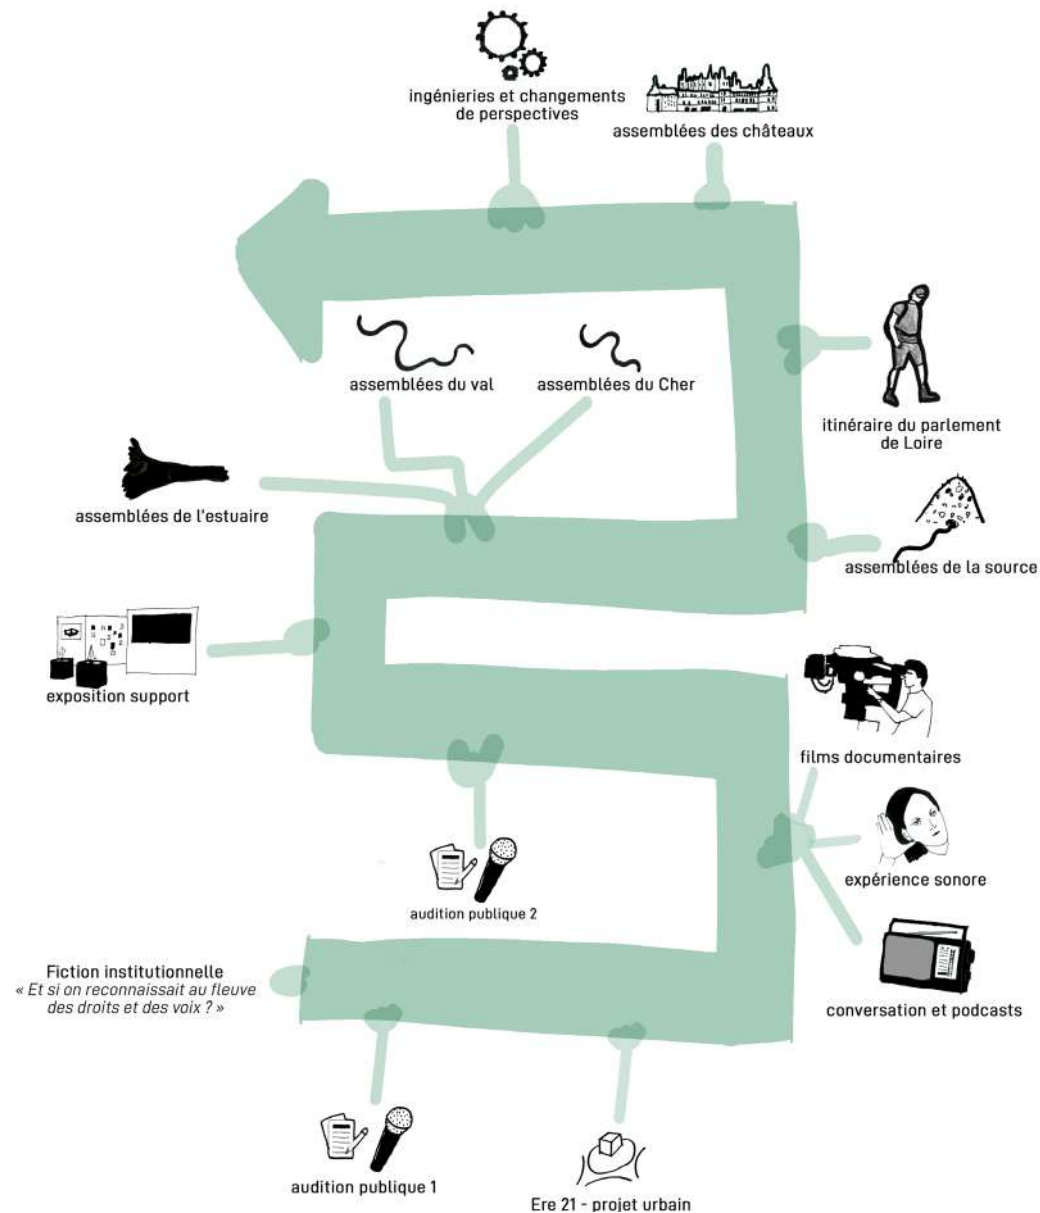 ingénieries et changements
de perspectives
assemblées des châteaux
assemblées du val
assemblées du Cher
itinéraire du parlement
de Loire
assemblées de l'estuaire
assemblées de la source
exposition support
films documentaires
expérience sonore
audition publique 2
Fiction institutionnelle
« Et si on reconnaissait au fleuve
des droits et des voix ? »
conversation et podcasts
audition publique 1
Ere 21 - projet urbain